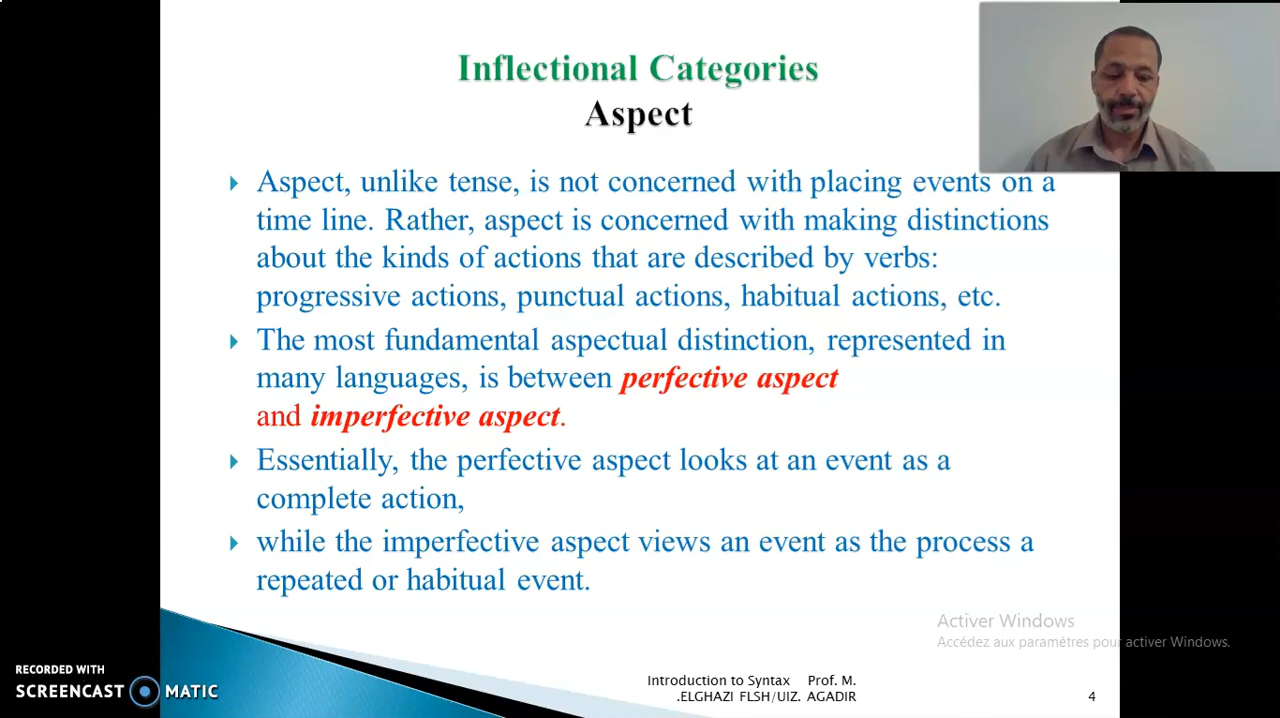 Inflectional Categories
Aspect
Aspect, unlike tense, is not concerned with placing events on a
time line. Rather, aspect is concerned with making distinctions
about the kinds of actions that are described by verbs:
progressive actions, punctual actions, habitual actions, etc.
The most fundamental aspectual distinction, represented in
many languages, is between perfective aspect
and imperfective aspect.
Essentially, the perfective aspect looks at an event as a
complete action,
while the imperfective aspect views an event as the process a
repeated or habitual event.
Activer Windows
Accédez aux paramètres pour activer Windows.
RECORDED WITH
SCREENCAST MATIC
Introduction to Syntax Prof. M.
.ELGHAZI FLSH/UIZ. AGADIR
4